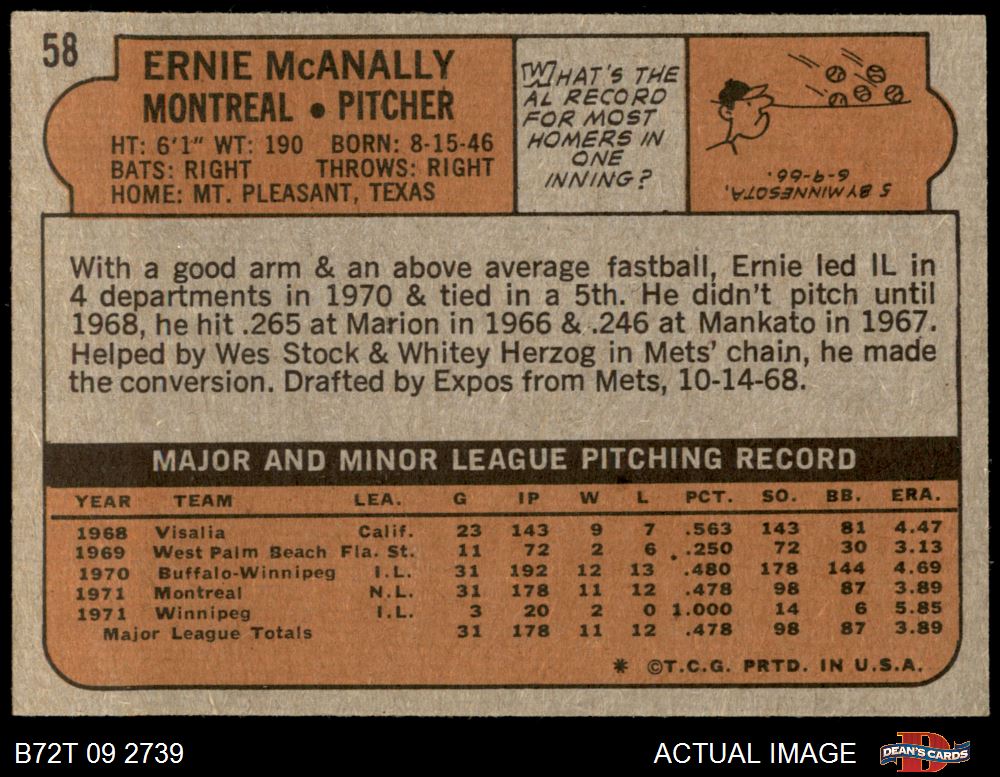 58
ERNIE McANALLY
MONTREAL • PITCHER
HT: 6'1" WT: 190 BORN: 8-15-46
BATS: RIGHT THROWS: RIGHT
HOME: MT. PLEASANT, TEXAS
WHAT'S THE
AL RECORD
FOR MOST
HOMERS IN
ONE
INNING?
5 BY MINNESOTA,
6-9-66.
With a good arm & an above average fastball, Ernie led IL in
4 departments in 1970 & tied in a 5th. He didn't pitch until
1968, he hit .265 at Marion in 1966 & .246 at Mankato in 1967.
Helped by Wes Stock & Whitey Herzog in Mets' chain, he made
the conversion. Drafted by Expos from Mets, 10-14-68.
MAJOR AND MINOR LEAGUE PITCHING RECORD
YEAR TEAM LEA. G IP W L PCT. SO. BB. ERA.
1968 Visalia Calif. 23 143 9 7 .563 143 81 4.47
1969 West Palm Beach Fla. St. 11 72 2 6 .250 72 30 3.13
1970 Buffalo-Winnipeg I.L. 31 192 12 13 .480 178 144 4.69
1971 Montreal N.L. 31 178 11 12 .478 98 87 3.89
1971 Winnipeg I.L. 3 20 2 0 1.000 14 6 5.85
Major League Totals 31 178 11 12 .478 98 87 3.89
* ©T.C.G. PRTD. IN U.S.A.
B72T 09 2739 ACTUAL IMAGE DEAN'S CARDS